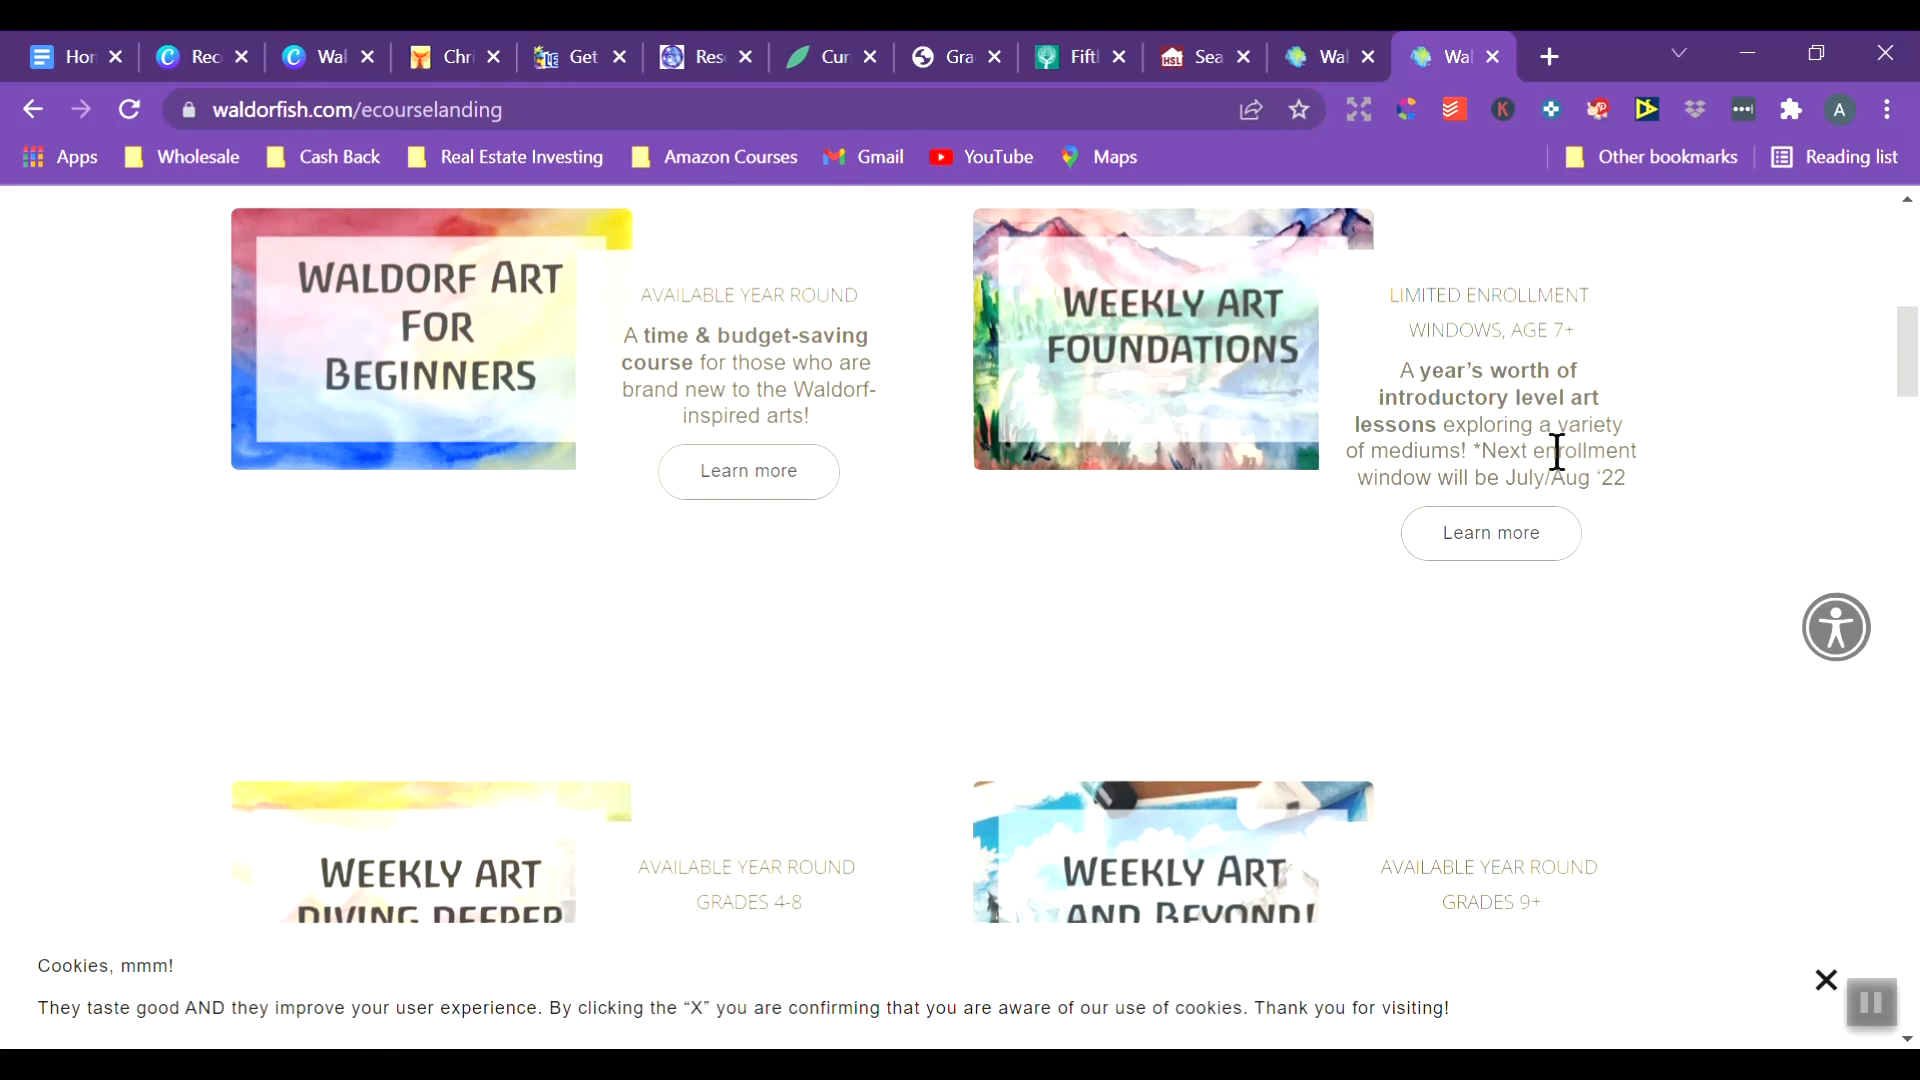 Hor
Rec
Wal
Chri
Get
Res
Cur
Gra
Fift
HSL
Sea
Wal
Wal
waldorfish.com/ecourselanding
A
Apps
Wholesale
Cash Back
Real Estate Investing
Amazon Courses
Gmail
YouTube
Maps
Other bookmarks
Reading list
WALDORF ART
FOR
BEGINNERS
AVAILABLE YEAR ROUND
A time & budget-saving
course for those who are
brand new to the Waldorf-
inspired arts!
Learn more
WEEKLY ART
FOUNDATIONS
LIMITED ENROLLMENT
WINDOWS, AGE 7+
A year’s worth of
introductory level art
lessons exploring a variety
of mediums! *Next enrollment
window will be July/Aug ‘22
Learn more
WEEKLY ART
DIVING DEEPER
AVAILABLE YEAR ROUND
GRADES 4-8
WEEKLY ART
AND BEYOND!
AVAILABLE YEAR ROUND
GRADES 9+
Cookies, mmm!
They taste good AND they improve your user experience. By clicking the “X” you are confirming that you are aware of our use of cookies. Thank you for visiting!